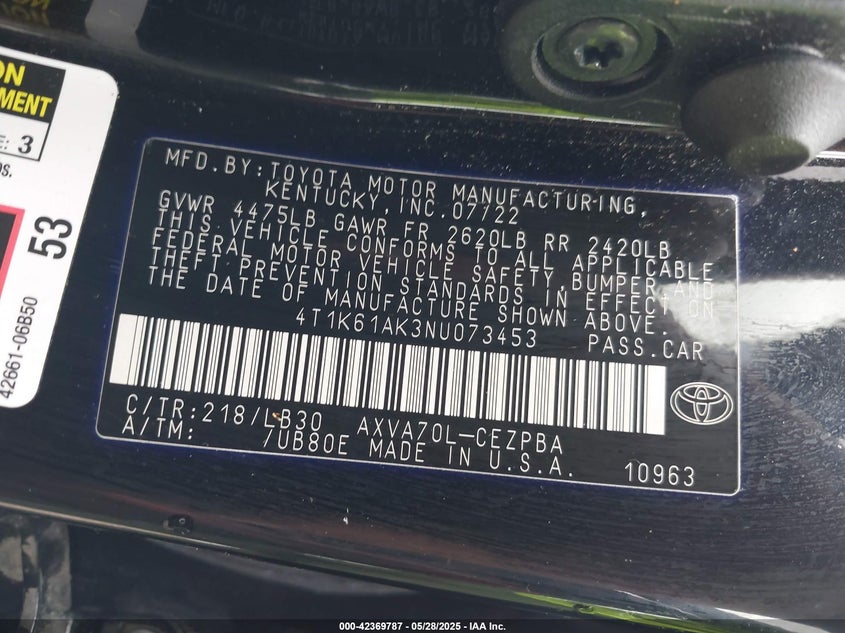 ON
EMENT
E: 3
os.
53
42661-06B50
MFD. BY: TOYOTA MOTOR MANUFACTURING,
KENTUCKY, INC. 07/22
GVWR 4475LB GAWR FR 2620LB RR 2420LB
THIS VEHICLE CONFORMS TO ALL APPLICABLE
FEDERAL MOTOR VEHICLE SAFETY, BUMPER, AND
THEFT PREVENTION STANDARDS IN EFFECT ON
THE DATE OF MANUFACTURE SHOWN ABOVE.
4T1K61AK3NU073453 PASS. CAR
C/TR: 218/LB30 AXVA70L-CEZPBA
A/TM: /UB80E MADE IN U.S.A. 10963
000-42369787 - 05/28/2025 - IAA Inc.